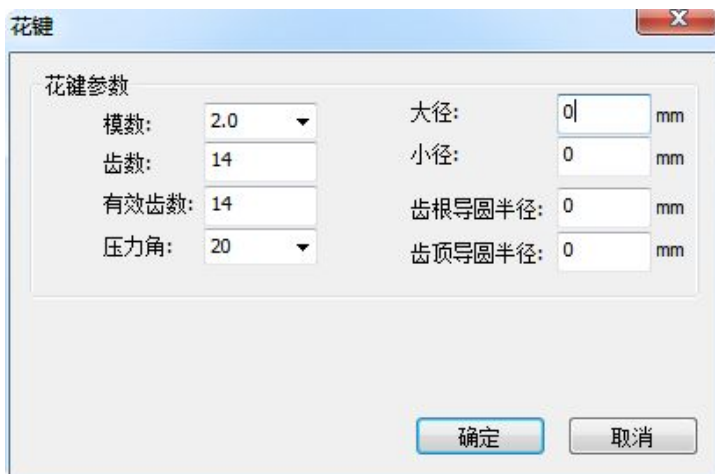 花键
花键参数
模数: 2.0
大径: 0 mm
齿数: 14
小径: 0 mm
有效齿数: 14
齿根导圆半径: 0 mm
压力角: 20
齿顶导圆半径: 0 mm
确定
取消